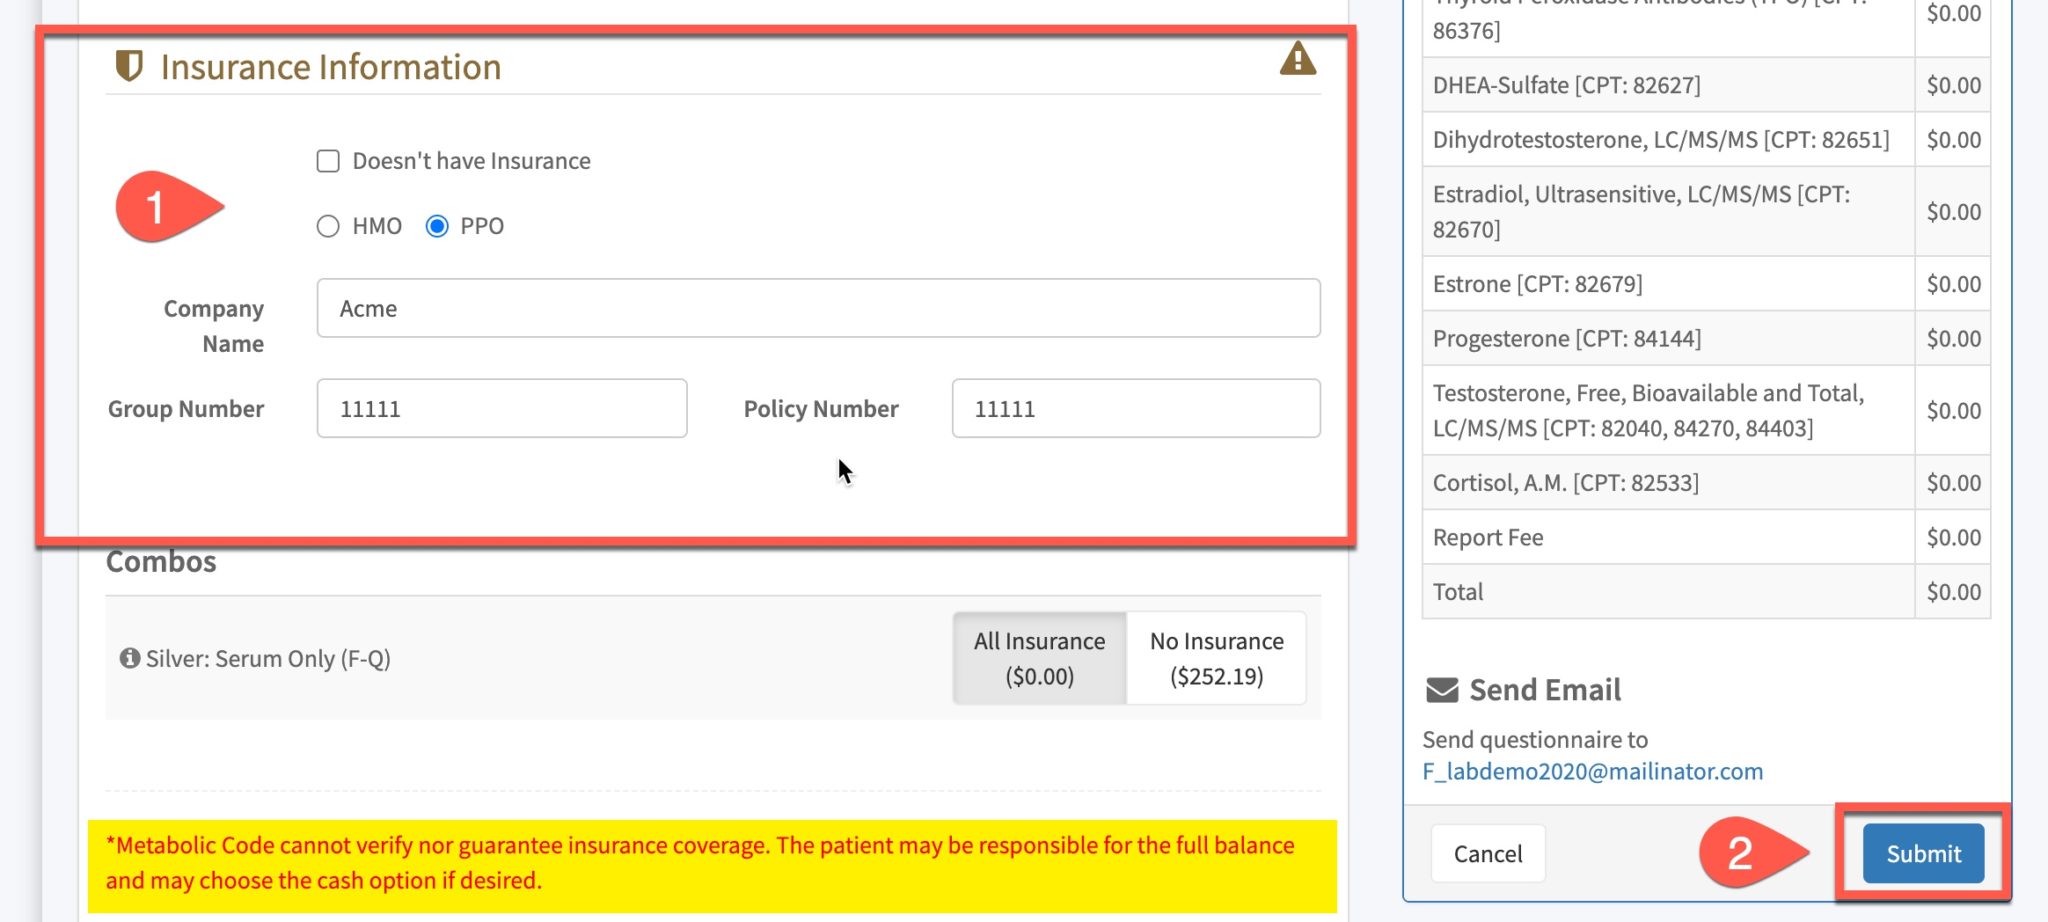 Insurance Information
1
Doesn't have Insurance
HMO PPO
Company
Name
Acme
Group Number 11111 Policy Number 11111
Combos
Silver: Serum Only (F-Q)
All Insurance
($0.00)
No Insurance
($252.19)
*Metabolic Code cannot verify nor guarantee insurance coverage. The patient may be responsible for the full balance
and may choose the cash option if desired.
Thyroid Peroxidase Antibodies (TPO) [CPT:
86376] $0.00
DHEA-Sulfate [CPT: 82627] $0.00
Dihydrotestosterone, LC/MS/MS [CPT: 82651] $0.00
Estradiol, Ultrasensitive, LC/MS/MS [CPT:
82670] $0.00
Estrone [CPT: 82679] $0.00
Progesterone [CPT: 84144] $0.00
Testosterone, Free, Bioavailable and Total,
LC/MS/MS [CPT: 82040, 84270, 84403] $0.00
Cortisol, A.M. [CPT: 82533] $0.00
Report Fee $0.00
Total $0.00
Send Email
Send questionnaire to
F_labdemo2020@mailinator.com
Cancel
2
Submit